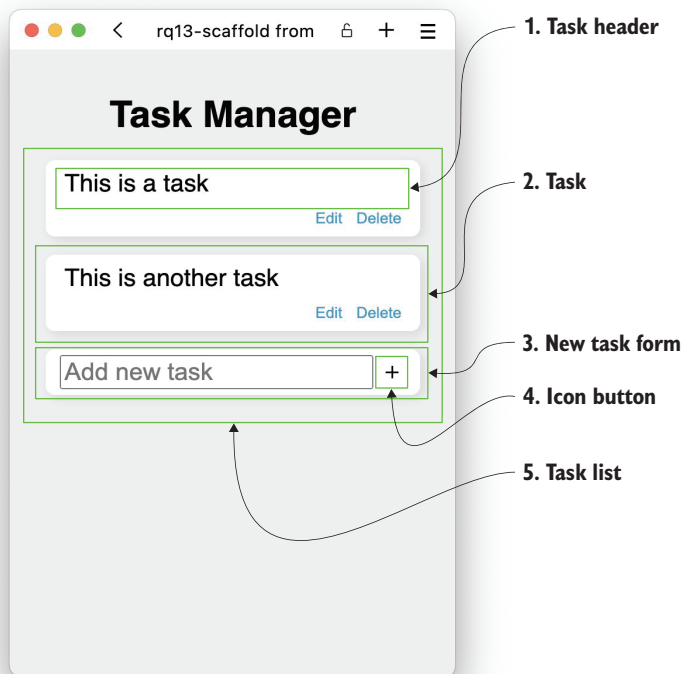 rq13-scaffold from
Task Manager
This is a task
Edit Delete
This is another task
Edit Delete
Add new task
+
1. Task header
2. Task
3. New task form
4. Icon button
5. Task list